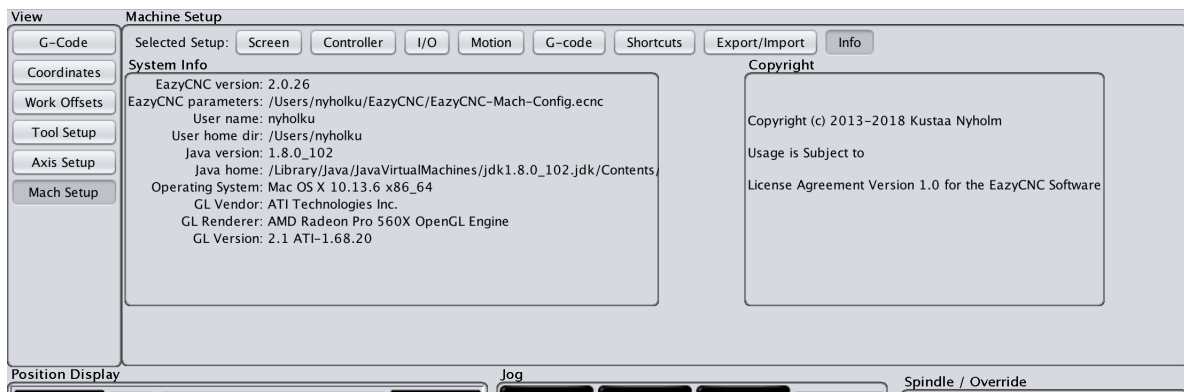 View
Machine Setup
G-Code
Coordinates
Work Offsets
Tool Setup
Axis Setup
Mach Setup
Selected Setup: Screen Controller I/O Motion G-code Shortcuts Export/Import Info
System Info
EazyCNC version: 2.0.26
EazyCNC parameters: /Users/nyholku/EazyCNC/EazyCNC-Mach-Config.ecnc
User name: nyholku
User home dir: /Users/nyholku
Java version: 1.8.0_102
Java home: /Library/Java/JavaVirtualMachines/jdk1.8.0_102.jdk/Contents/
Operating System: Mac OS X 10.13.6 x86_64
GL Vendor: ATI Technologies Inc.
GL Renderer: AMD Radeon Pro 560X OpenGL Engine
GL Version: 2.1 ATI-1.68.20
Copyright
Copyright (c) 2013-2018 Kustaa Nyholm
Usage is Subject to
License Agreement Version 1.0 for the EazyCNC Software
Position Display
Jog
Spindle / Override